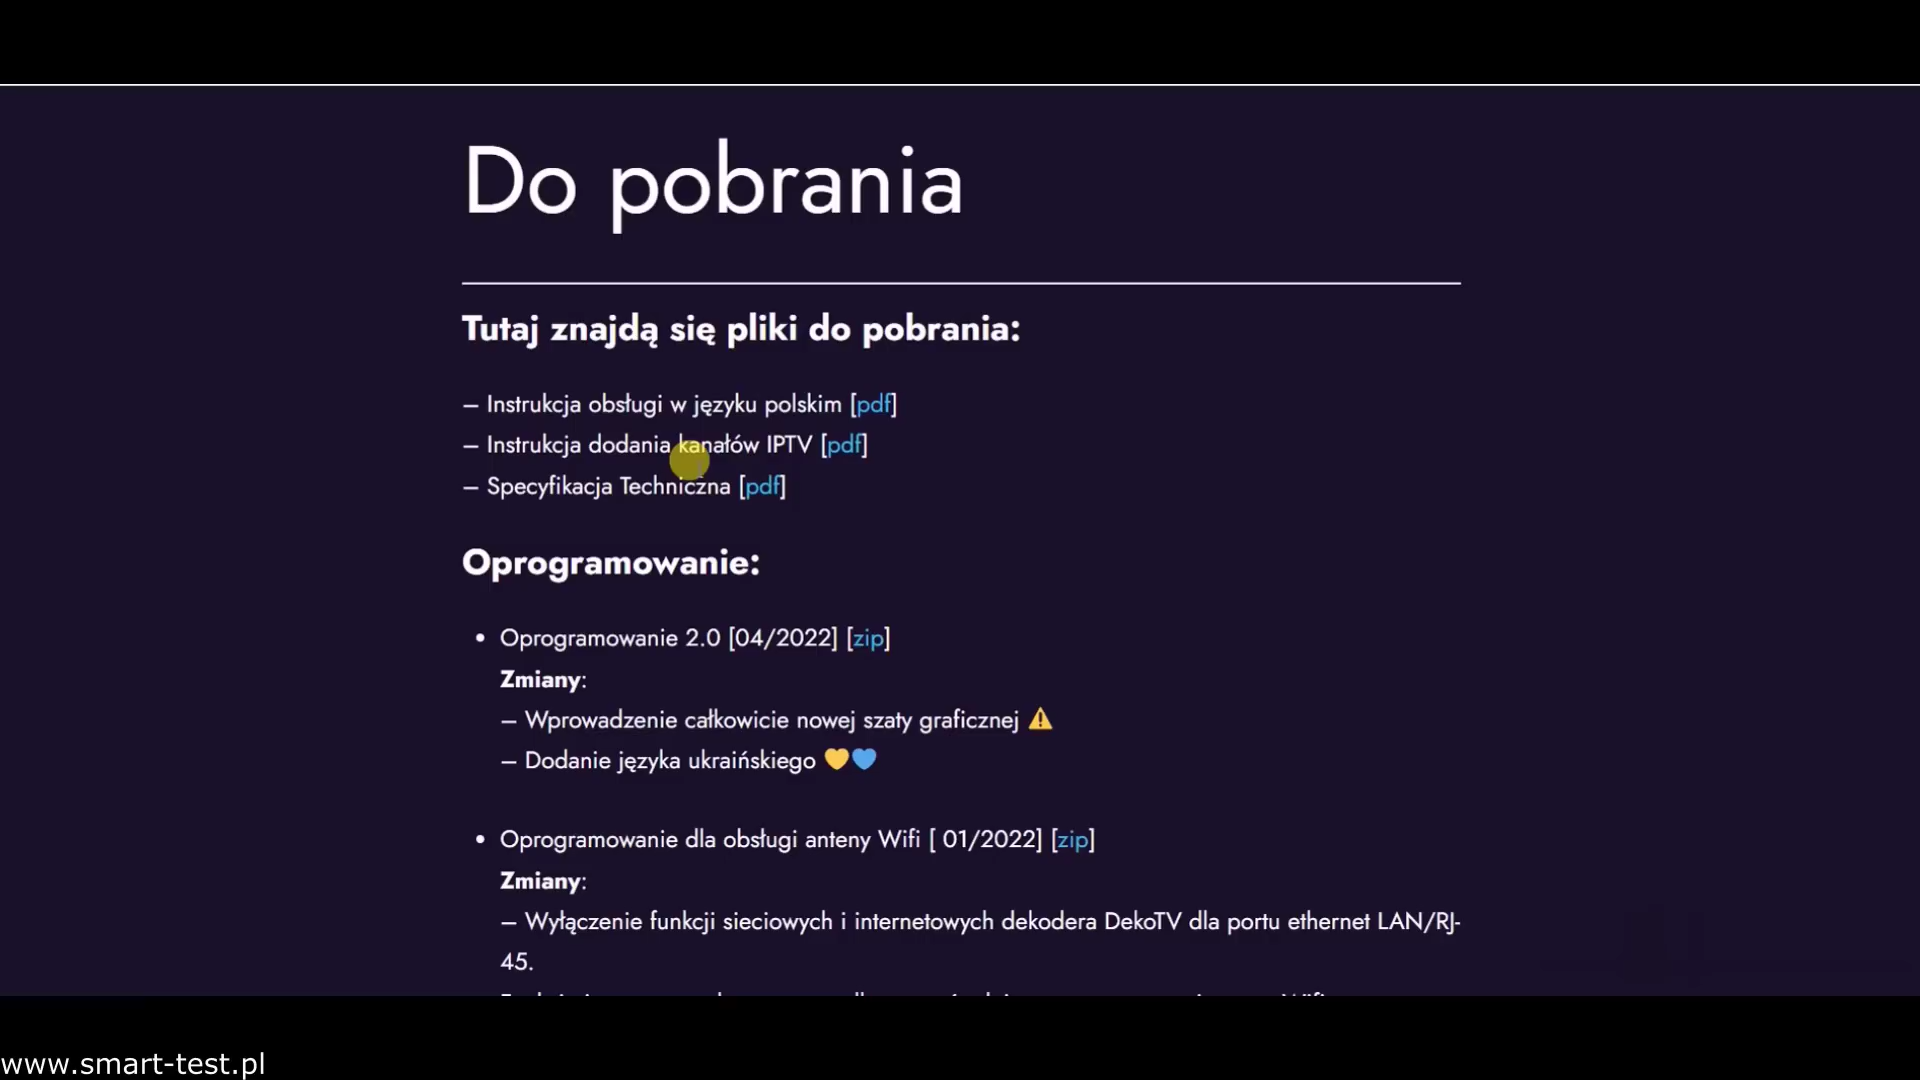 Do pobrania
Tutaj znajdą się pliki do pobrania:
– Instrukcja obsługi w języku polskim [pdf]
– Instrukcja dodania kanałów IPTV [pdf]
– Specyfikacja Techniczna [pdf]
Oprogramowanie:
• Oprogramowanie 2.0 [04/2022] [zip]
Zmiany:
– Wprowadzenie całkowicie nowej szaty graficznej ⚠
– Dodanie języka ukraińskiego 💛💙
• Oprogramowanie dla obsługi anteny Wifi [ 01/2022] [zip]
Zmiany:
– Wyłączenie funkcji sieciowych i internetowych dekodera DekoTV dla portu ethernet LAN/RJ-
45.
www.smart-test.pl